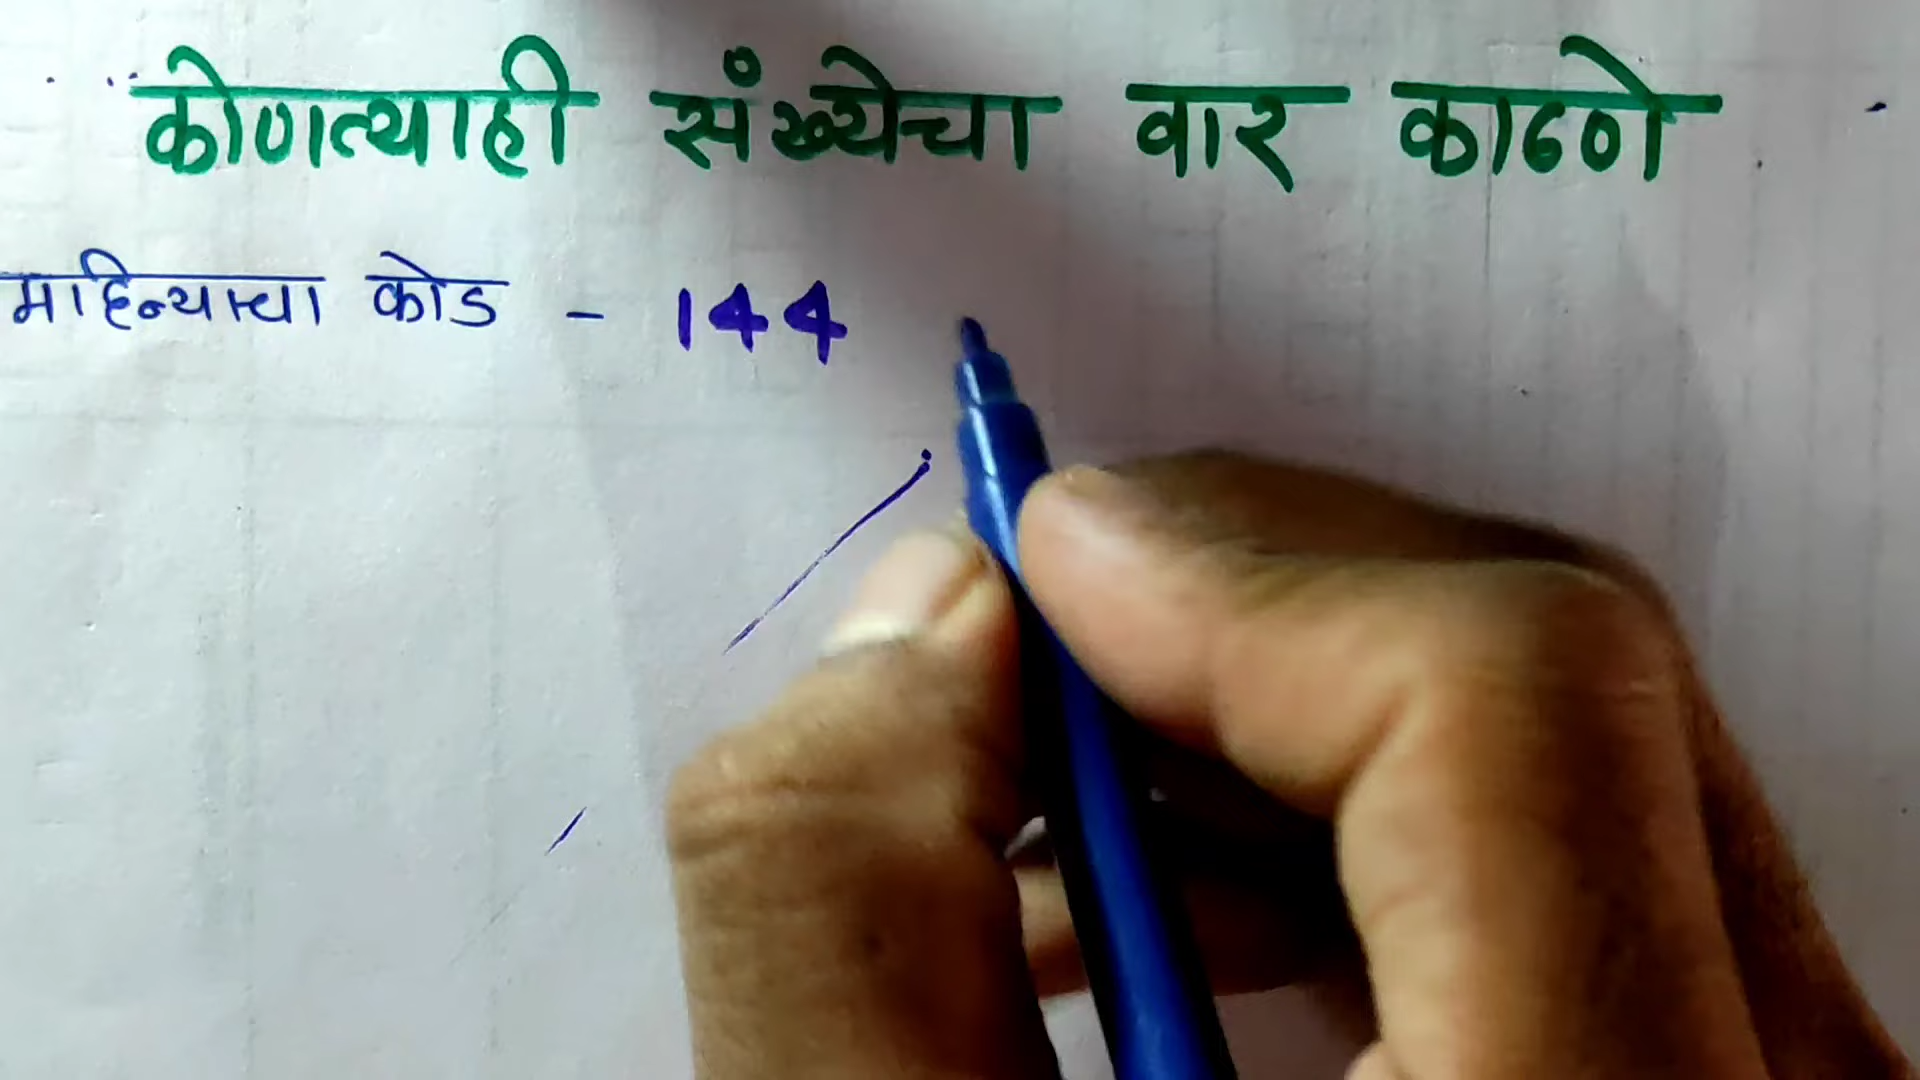 कोणत्याही संख्येचा वार काढणे
महिन्याचा कोड - 144